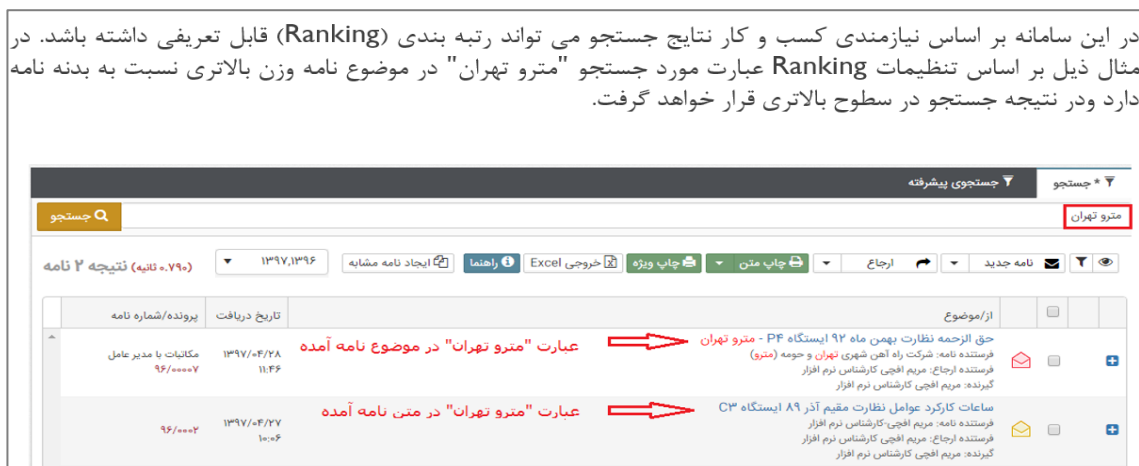 در این سامانه بر اساس نیازمندی کسب و کار نتایج جستجو می تواند رتبه بندی (Ranking) قابل تعریفی داشته باشد. در
مثال ذیل بر اساس تنظیمات Ranking عبارت مورد جستجو "مترو تهران" در موضوع نامه وزن بالاتری نسبت به بدنه نامه
دارد ودر نتیجه جستجو در سطوح بالاتری قرار خواهد گرفت.
* جستجو
جستجوی پیشرفته
مترو تهران
جستجو
نامه جدید
ارجاع
چاپ متن
چاپ ویژه
خروجی Excel
راهنما
ایجاد نامه مشابه
۱۳۹۷,۱۳۹۶
(۰.۷۹۰ ثانیه) نتیجه ۲ نامه
از/موضوع
تاریخ دریافت
پرونده/شماره نامه
حق الزحمه نظارت بهمن ماه ۹۲ ایستگاه P۴ - مترو تهران
فرستنده نامه: شرکت راه آهن شهری تهران و حومه (مترو)
فرستنده ارجاع: مریم افچی کارشناس نرم افزار
گیرنده: مریم افچی کارشناس نرم افزار
عبارت "مترو تهران" در موضوع نامه آمده
۱۳۹۷/۰۴/۲۸
۱۱:۴۶
مکاتبات با مدیر عامل
۹۶/۰۰۰۰۷
ساعات کارکرد عوامل نظارت مقیم آذر ۸۹ ایستگاه C۳
فرستنده نامه: مریم افچی-کارشناس نرم افزار
فرستنده ارجاع: مریم افچی کارشناس نرم افزار
گیرنده: مریم افچی کارشناس نرم افزار
عبارت "مترو تهران" در متن نامه آمده
۱۳۹۷/۰۴/۲۷
۱۰:۰۶
۹۶/۰۰۰۲